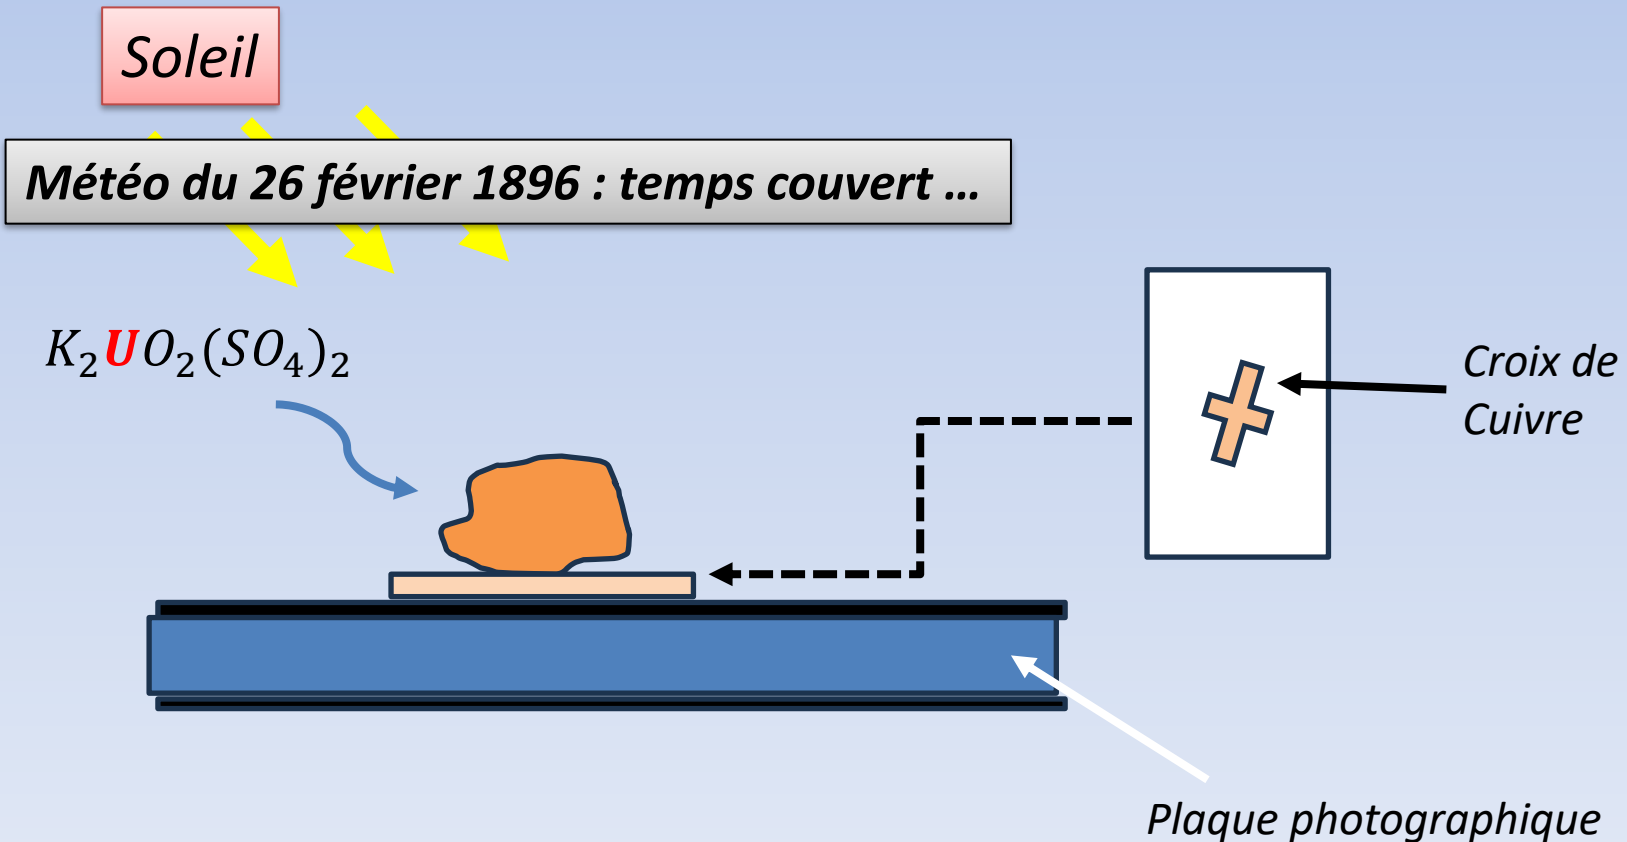 Soleil
Météo du 26 février 1896 : temps couvert ...
K₂UO₂(SO₄)₂
Croix de
Cuivre
Plaque photographique